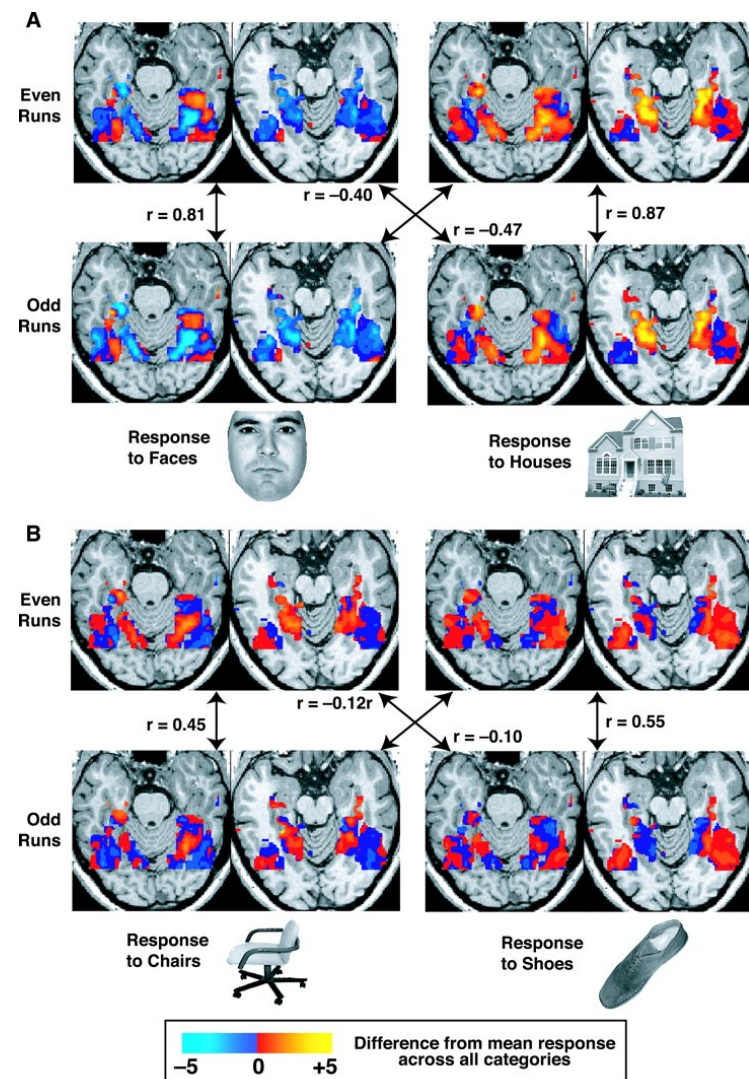 A
Even
Runs
r = 0.81
r = –0.40
r = –0.47
r = 0.87
Odd
Runs
Response
to Faces
Response
to Houses
B
Even
Runs
r = 0.45
r = –0.12r
r = –0.10
r = 0.55
Odd
Runs
Response
to Chairs
Response
to Shoes
–5
0
+5
Difference from mean response
across all categories